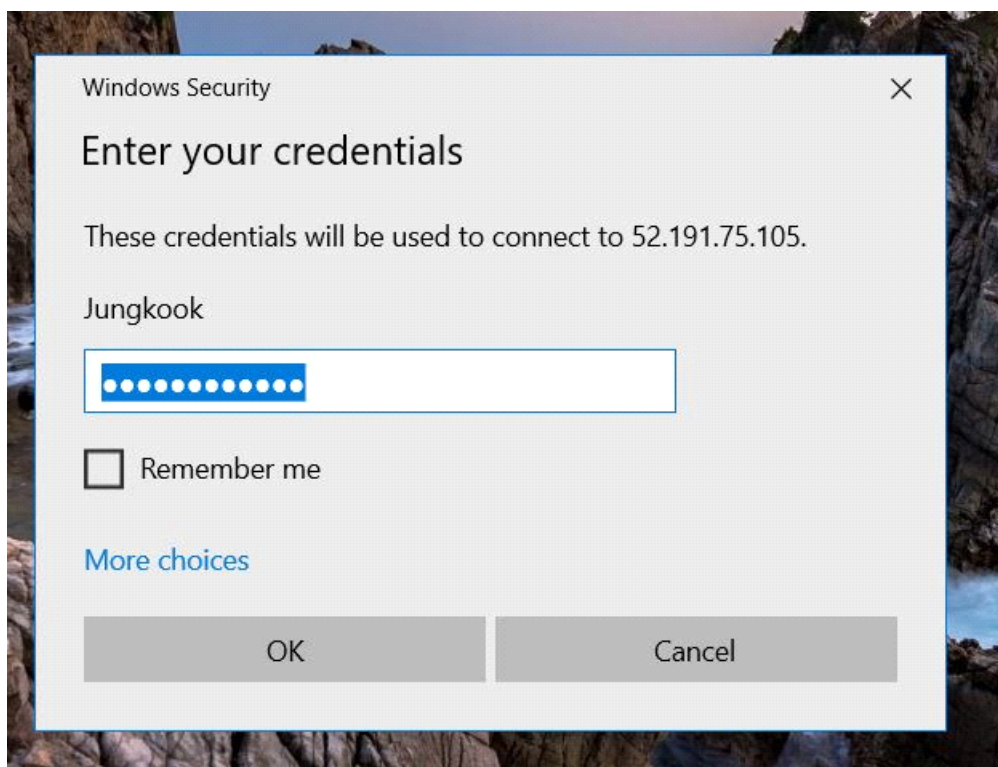 Windows Security
Enter your credentials
These credentials will be used to connect to 52.191.75.105.
Jungkook
••••••••••••
Remember me
More choices
OK
Cancel